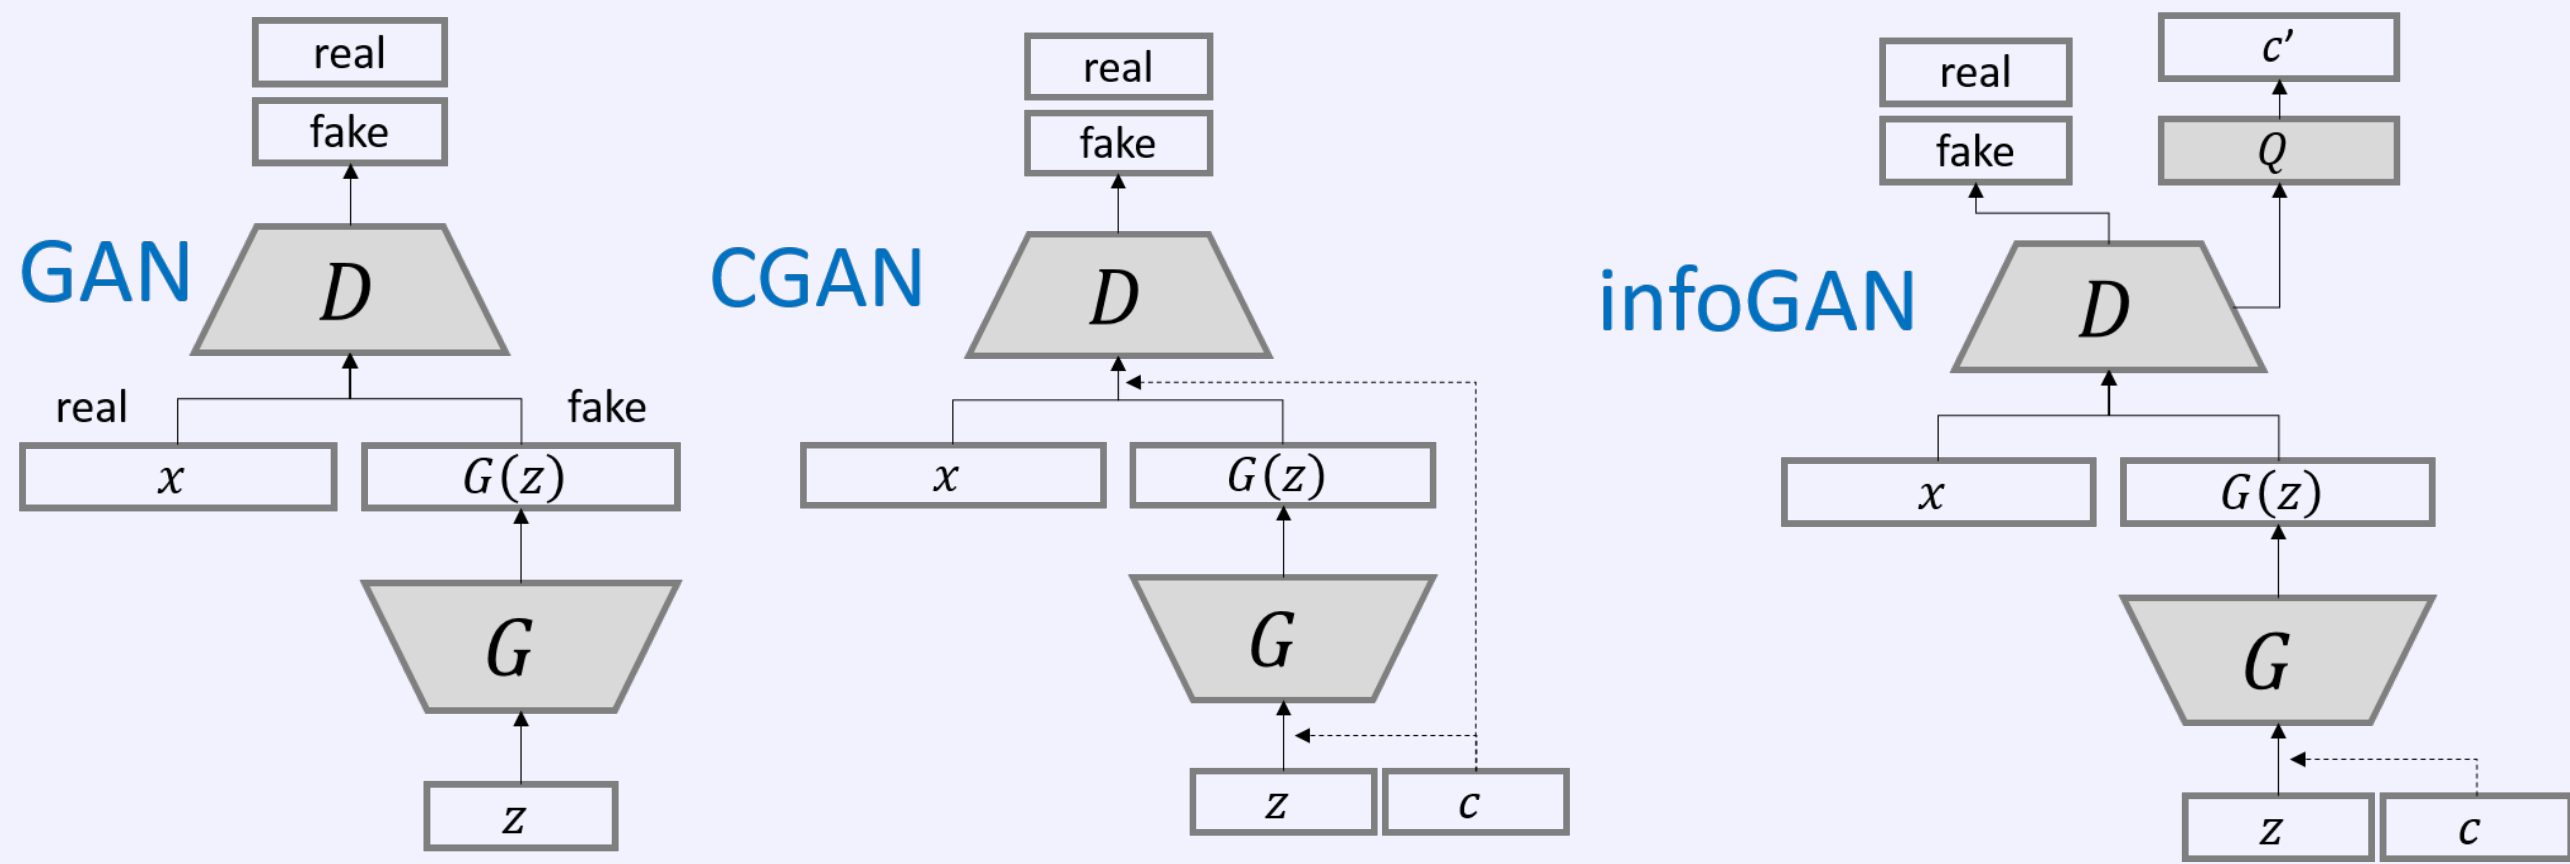 real
fake
GAN
D
real
fake
x
G(z)
G
z
real
fake
CGAN
D
x
G(z)
G
z
c
real
fake
c′
Q
infoGAN
D
x
G(z)
G
z
c